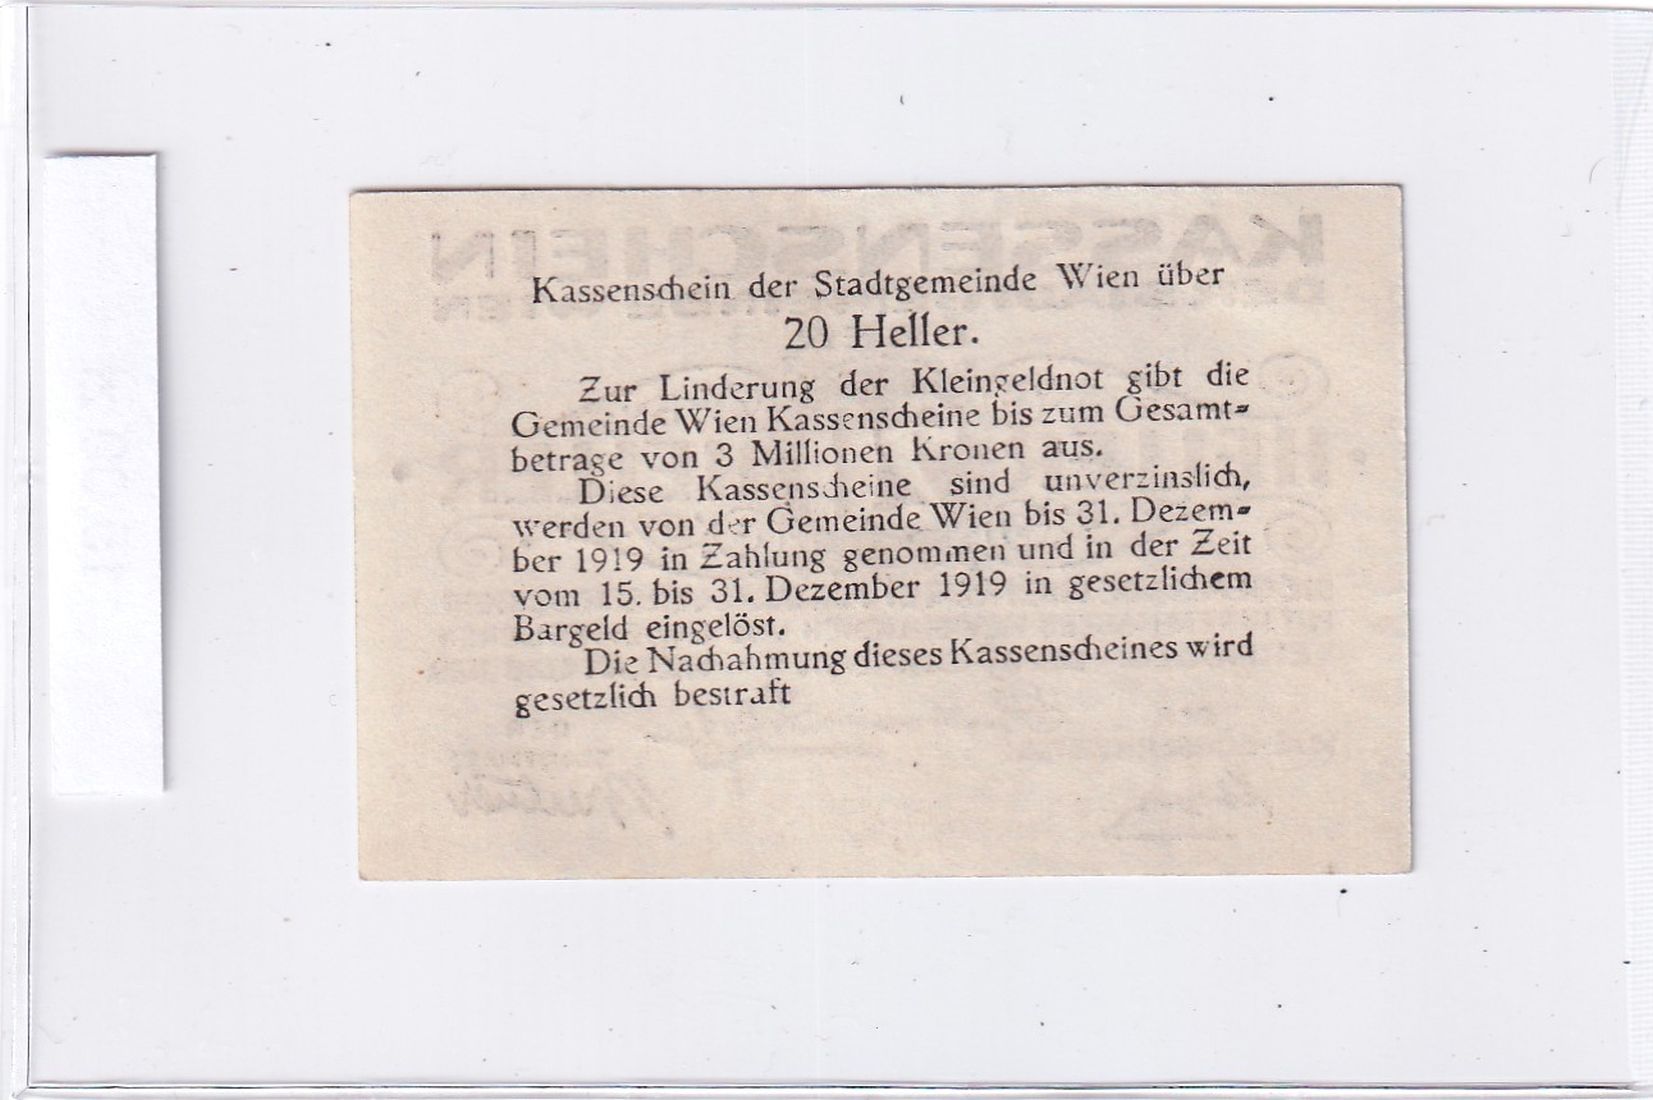 Kassenschein der Stadtgemeinde Wien über
20 Heller.
Zur Linderung der Kleingeldnot gibt die
Gemeinde Wien Kassenscheine bis zum Gesamt-
betrage von 3 Millionen Kronen aus.
Diese Kassenscheine sind unverzinslich,
werden von der Gemeinde Wien bis 31. Dezem-
ber 1919 in Zahlung genommen und in der Zeit
vom 15. bis 31. Dezember 1919 in gesetzlichem
Bargeld eingelöst.
Die Nachahmung dieses Kassenscheines wird
gesetzlich bestraft